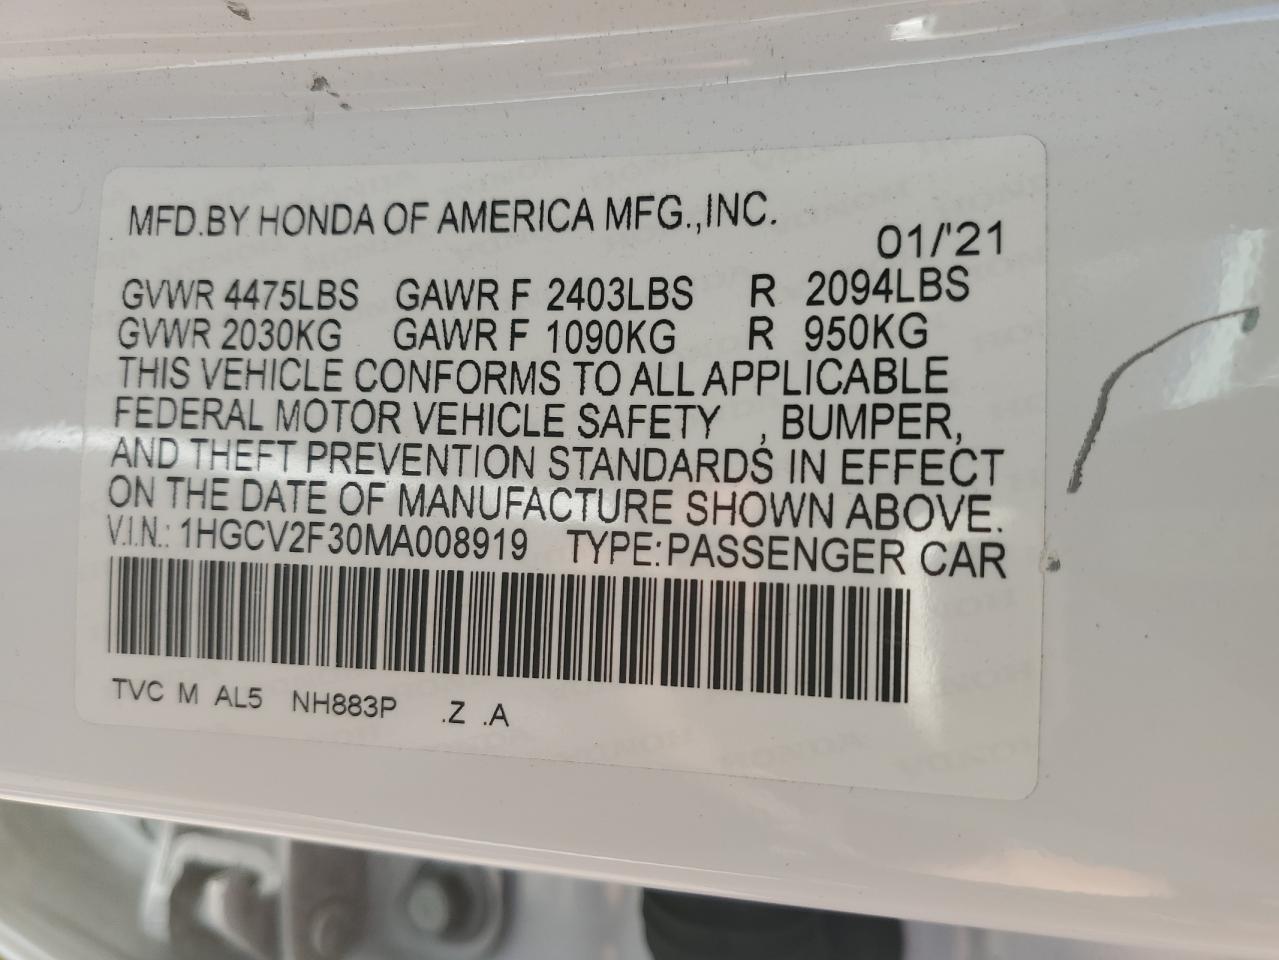 MFD.BY HONDA OF AMERICA MFG.,INC.
01/'21
GVWR 4475LBS GAWR F 2403LBS R 2094LBS
GVWR 2030KG GAWR F 1090KG R 950KG
THIS VEHICLE CONFORMS TO ALL APPLICABLE
FEDERAL MOTOR VEHICLE SAFETY , BUMPER,
AND THEFT PREVENTION STANDARDS IN EFFECT
ON THE DATE OF MANUFACTURE SHOWN ABOVE.
V.I.N.: 1HGCV2F30MA008919 TYPE:PASSENGER CAR
TVC M AL5 NH883P .Z .A